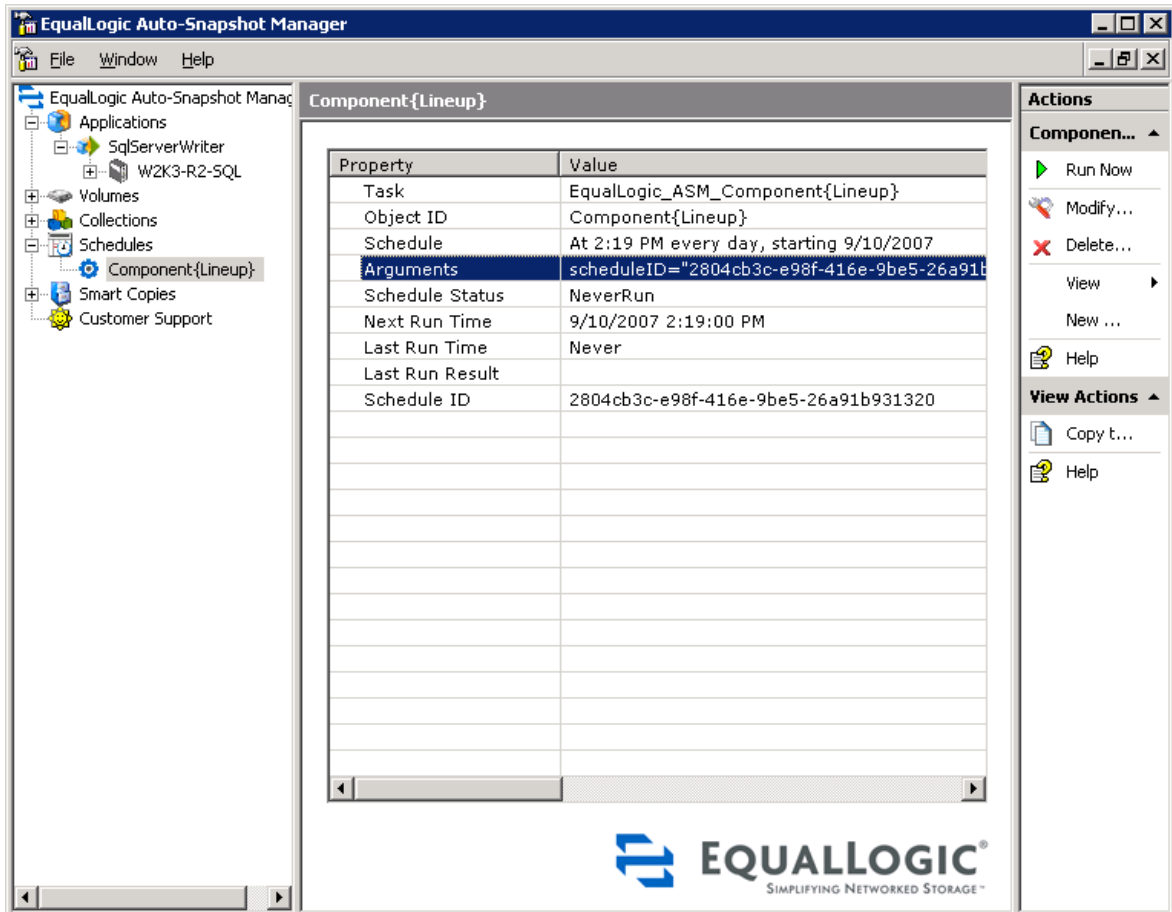 EqualLogic Auto-Snapshot Manager
File Window Help
EqualLogic Auto-Snapshot Manag
Applications
SqlServerWriter
W2K3-R2-SQL
Volumes
Collections
Schedules
Component{Lineup}
Smart Copies
Customer Support
Component{Lineup}
Property Value
Task EqualLogic_ASM_Component{Lineup}
Object ID Component{Lineup}
Schedule At 2:19 PM every day, starting 9/10/2007
Arguments scheduleID="2804cb3c-e98f-416e-9be5-26a91b
Schedule Status NeverRun
Next Run Time 9/10/2007 2:19:00 PM
Last Run Time Never
Last Run Result
Schedule ID 2804cb3c-e98f-416e-9be5-26a91b931320
EQUALLOGIC®
SIMPLIFYING NETWORKED STORAGE™
Actions
Componen...
Run Now
Modify...
Delete...
View
New ...
Help
View Actions
Copy t...
Help